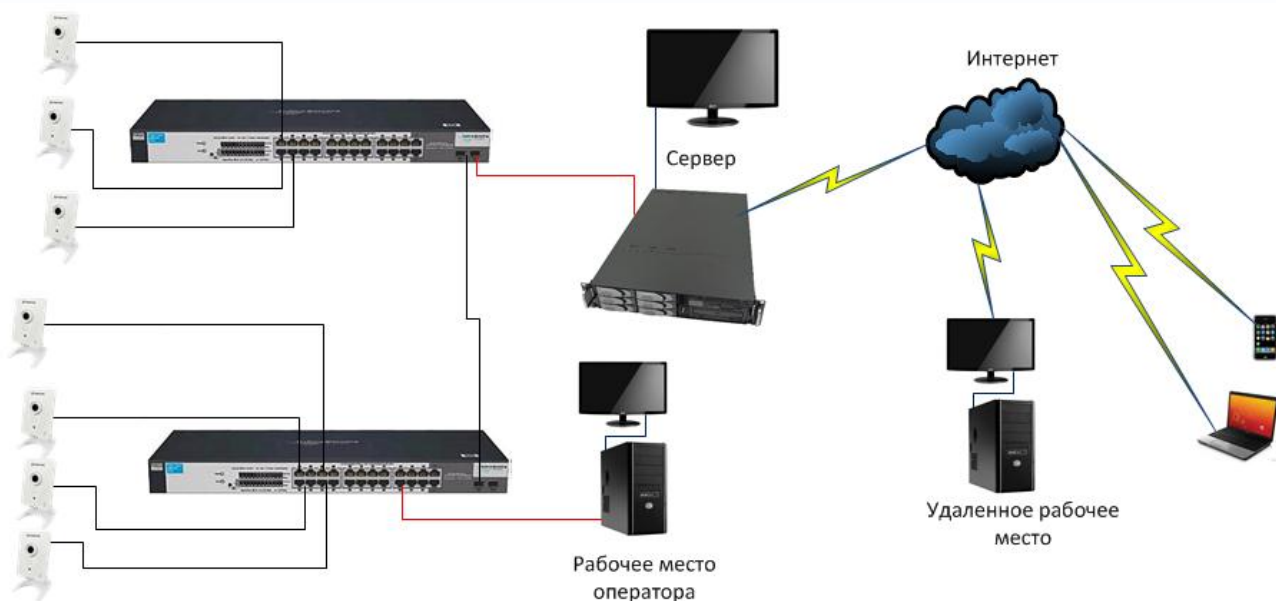 Интернет
Сервер
Удаленное рабочее
место
Рабочее место
оператора